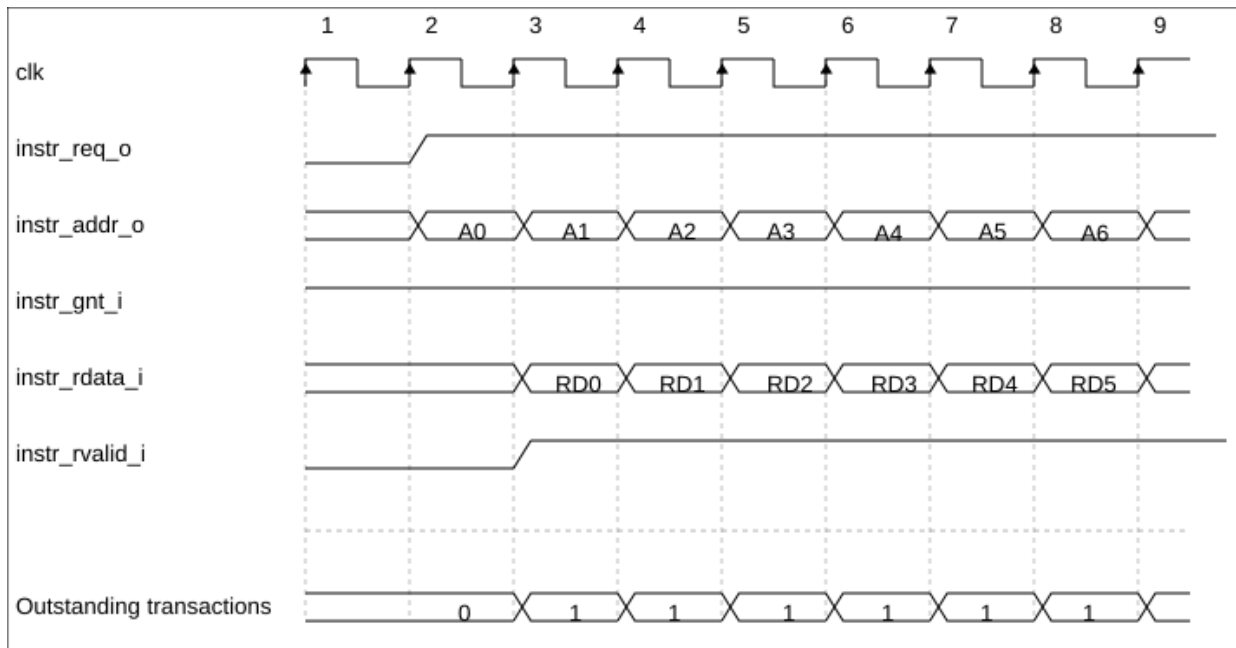 1 2 3 4 5 6 7 8 9
clk
instr_req_o
instr_addr_o A0 A1 A2 A3 A4 A5 A6
instr_gnt_i
instr_rdata_i RD0 RD1 RD2 RD3 RD4 RD5
instr_rvalid_i
Outstanding transactions 0 1 1 1 1 1 1